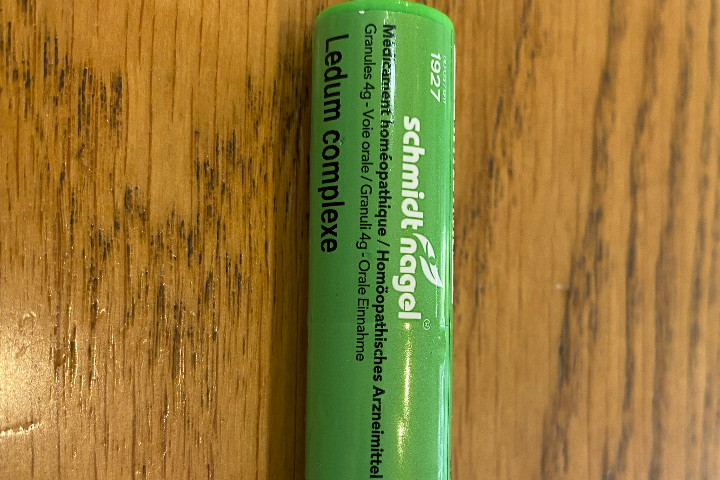 1927
schmidt nagel®
Médicament homéopathique / Homöopathisches Arzneimittel
Granules 4g - Voie orale / Granuli 4g - Orale Einnahme
Ledum complexe